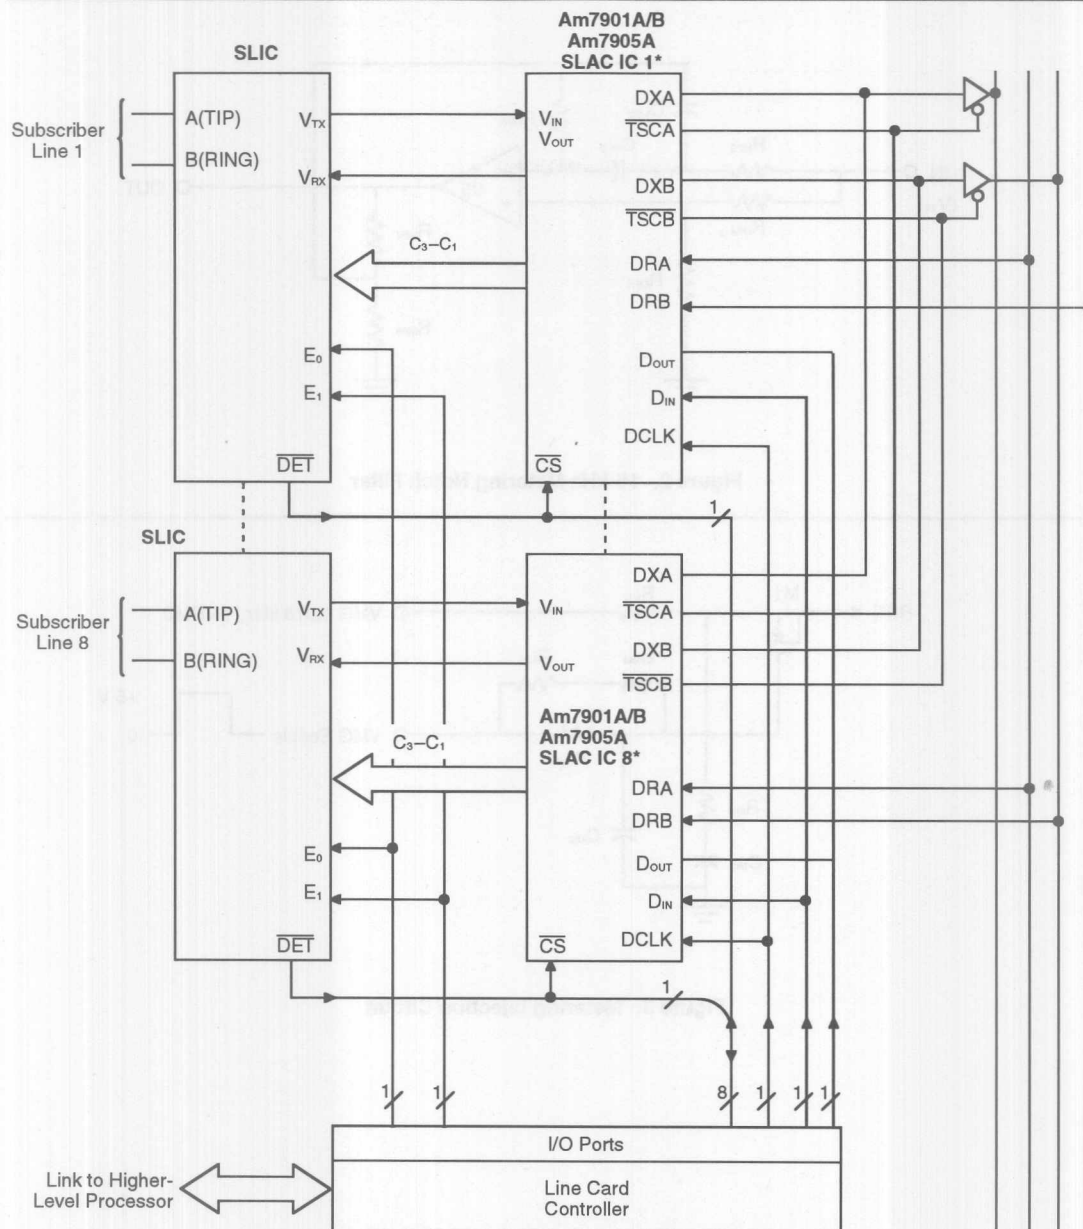 Am7901A/B
Am7905A
SLAC IC 1*
SLIC
Subscriber
Line 1
A(TIP)
B(RING)
VTX
VRX
C3–C1
E0
E1
DET
VIN
VOUT
CS
DXA
TSCA
DXB
TSCB
DRA
DRB
DOUT
DIN
DCLK
1
SLIC
Subscriber
Line 8
A(TIP)
B(RING)
VTX
VRX
C3–C1
E0
E1
DET
VIN
VOUT
Am7901A/B
Am7905A
SLAC IC 8*
CS
DXA
TSCA
DXB
TSCB
DRA
DRB
DOUT
DIN
DCLK
1
1
1
8
1
1
1
I/O Ports
Line Card
Controller
Link to Higher-
Level Processor